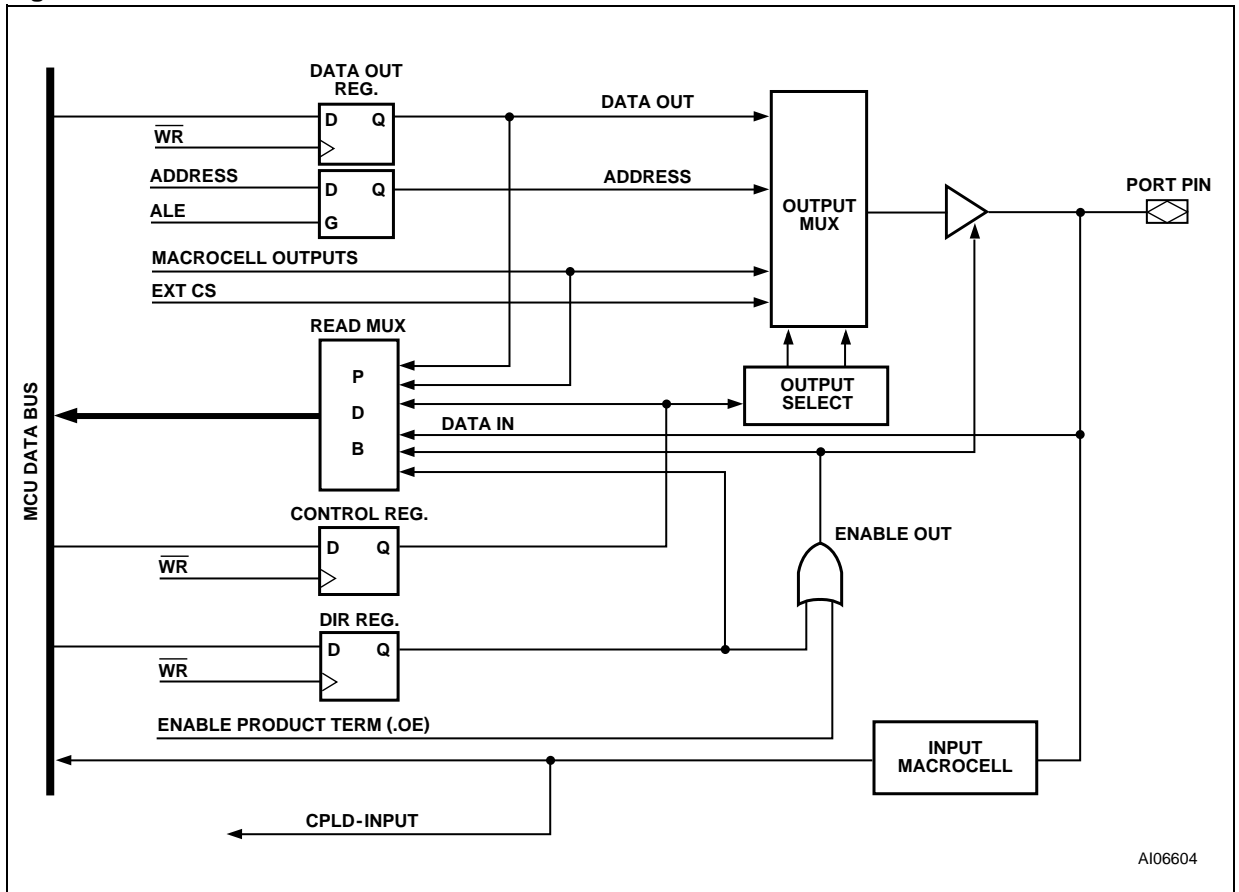 DATA OUT
REG.
D Q
WR
DATA OUT
ADDRESS
ALE
D Q
G
ADDRESS
OUTPUT
MUX
PORT PIN
MACROCELL OUTPUTS
EXT CS
READ MUX
P
D
B
OUTPUT
SELECT
DATA IN
MCU DATA BUS
CONTROL REG.
D Q
WR
ENABLE OUT
DIR REG.
D Q
WR
ENABLE PRODUCT TERM (.OE)
INPUT
MACROCELL
CPLD-INPUT
AI06604